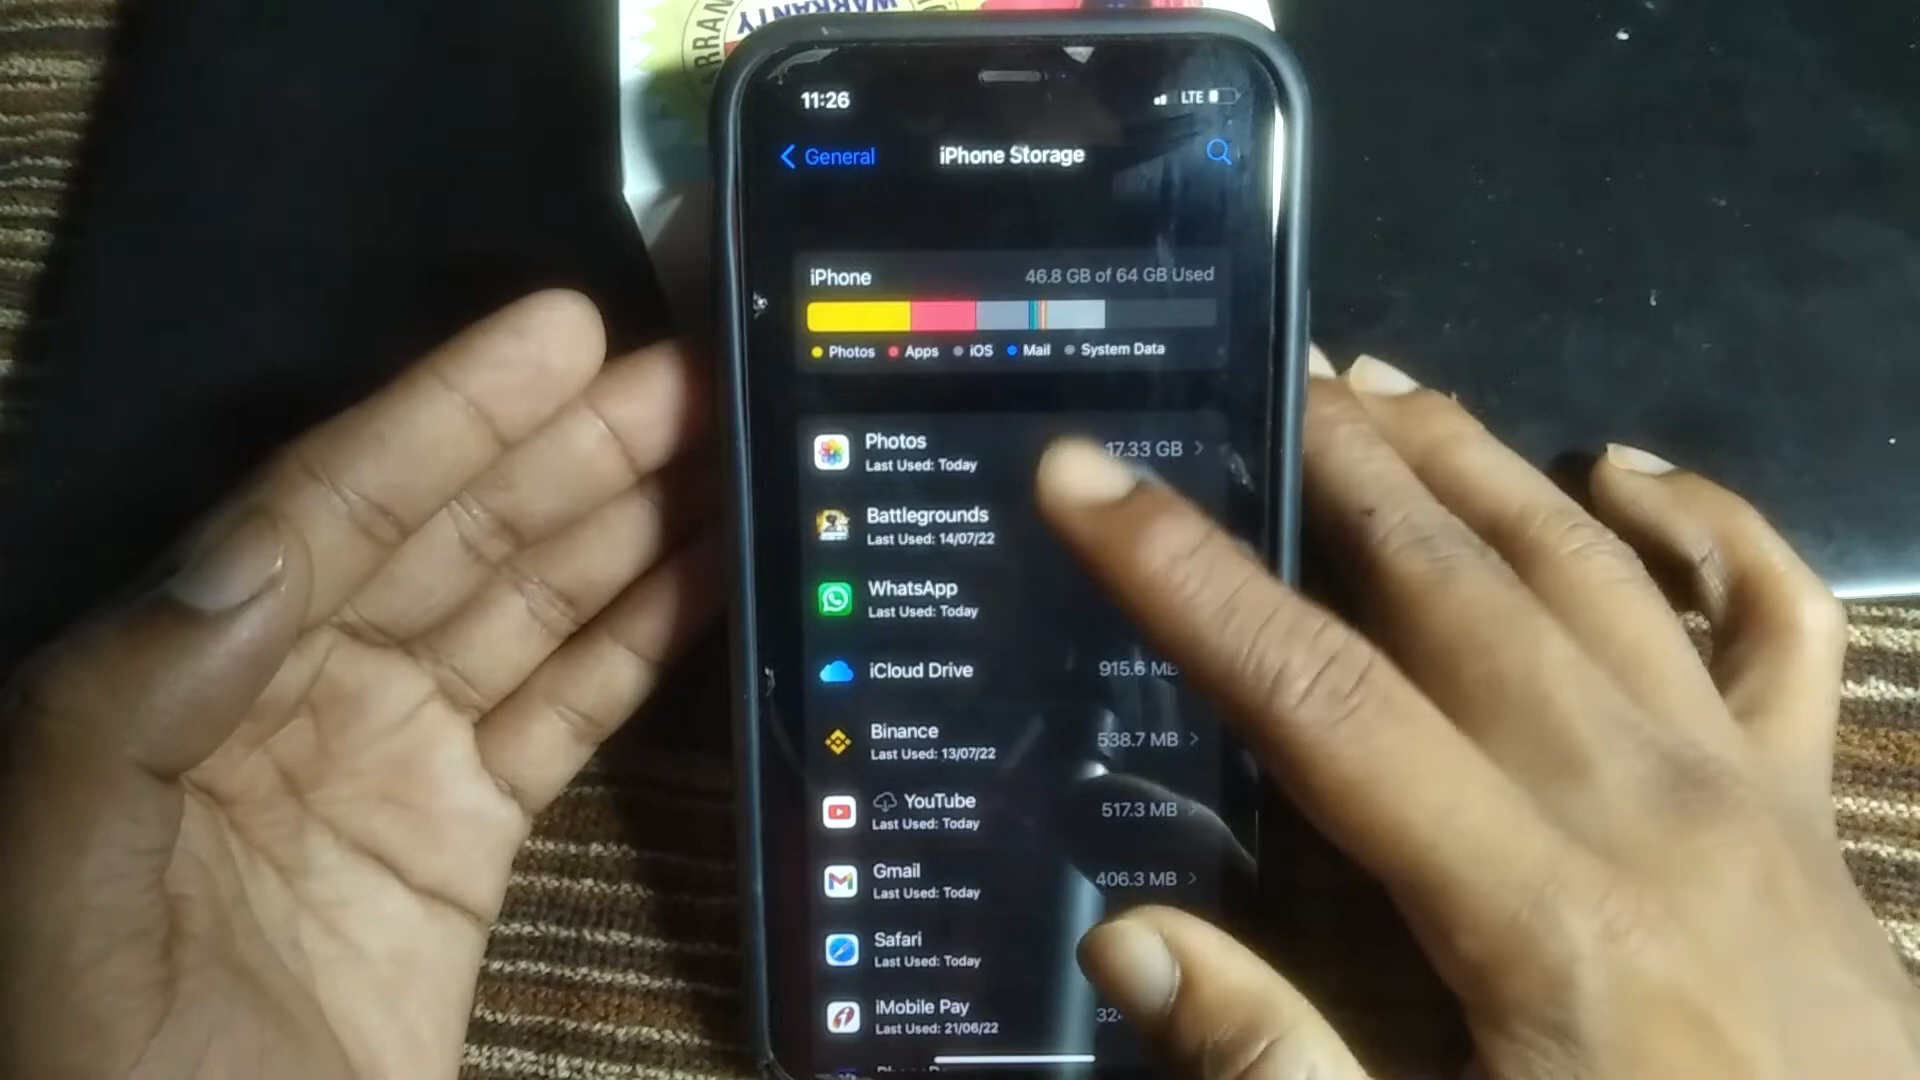 WARRANTY
11:26
LTE
General
iPhone Storage
iPhone
46.8 GB of 64 GB Used
Photos
Apps
iOS
Mail
System Data
Photos
17.33 GB
Last Used: Today
Battlegrounds
Last Used: 14/07/22
WhatsApp
Last Used: Today
iCloud Drive
915.6 MB
Binance
538.7 MB
Last Used: 13/07/22
YouTube
517.3 MB
Last Used: Today
Gmail
406.3 MB
Last Used: Today
Safari
Last Used: Today
iMobile Pay
Last Used: 21/06/22